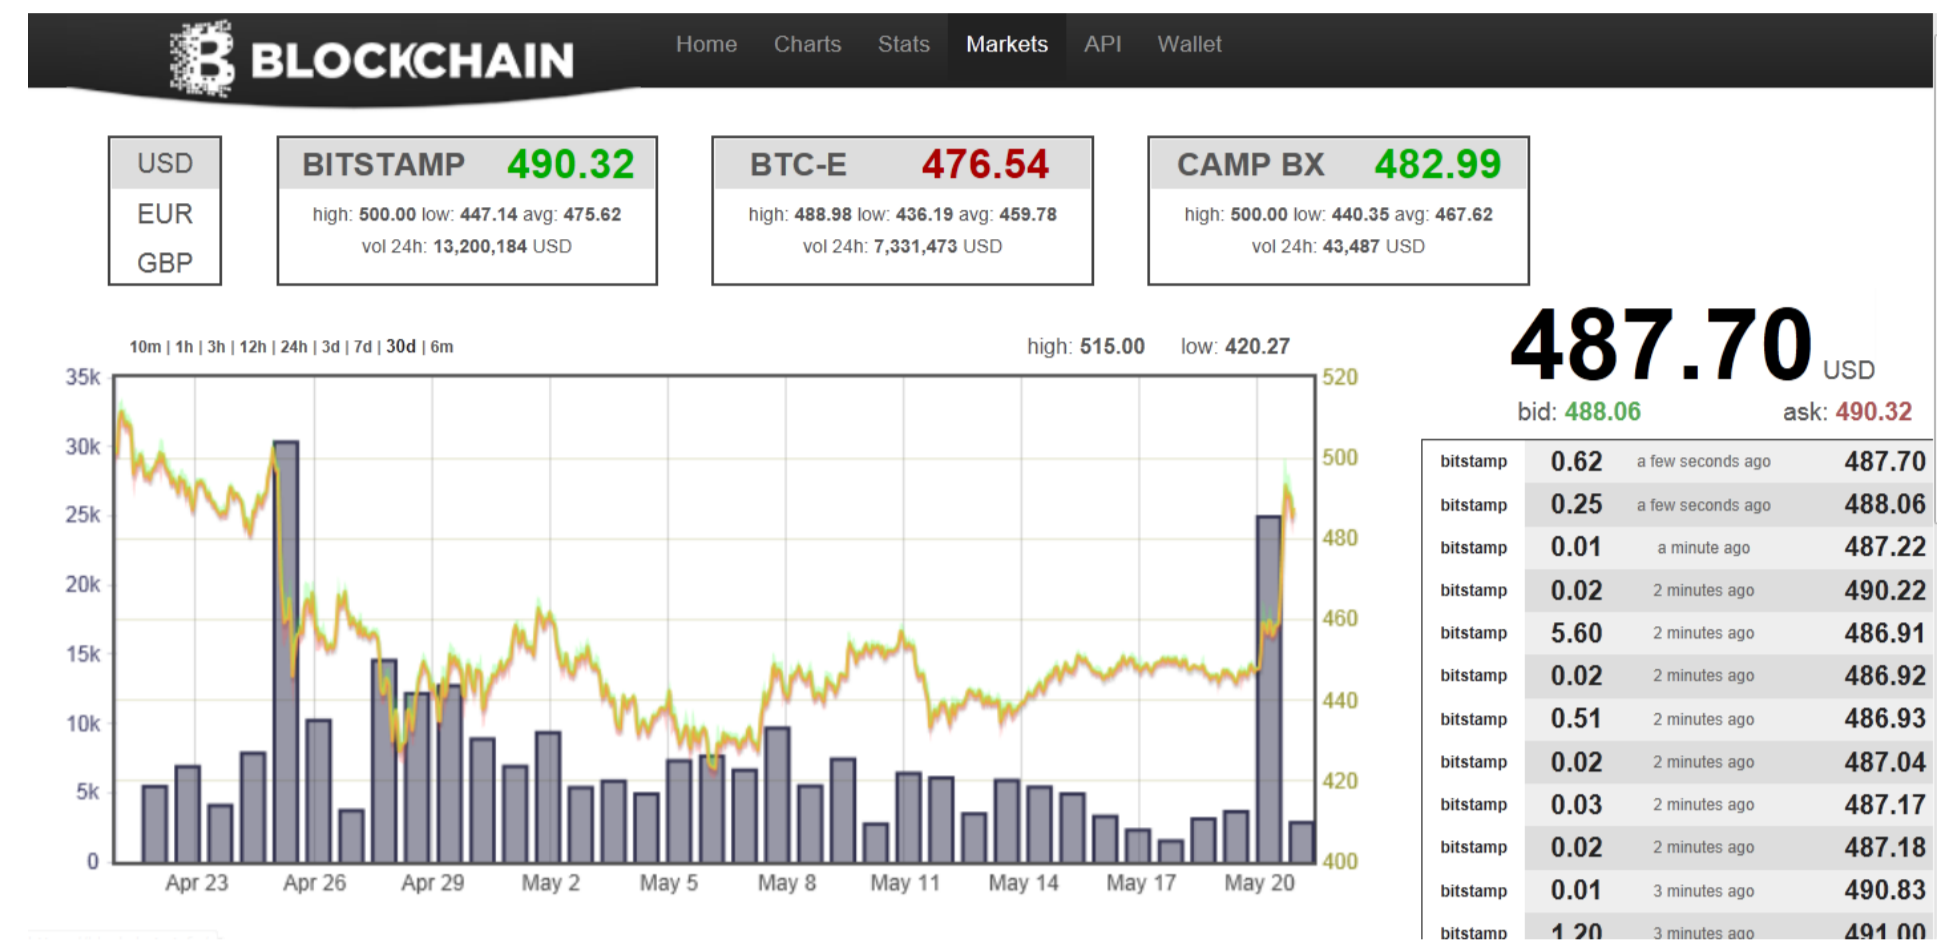 BLOCKCHAIN
Home Charts Stats Markets API Wallet
USD
EUR
GBP
BITSTAMP 490.32
high: 500.00 low: 447.14 avg: 475.62
vol 24h: 13,200,184 USD
BTC-E 476.54
high: 488.98 low: 436.19 avg: 459.78
vol 24h: 7,331,473 USD
CAMP BX 482.99
high: 500.00 low: 440.35 avg: 467.62
vol 24h: 43,487 USD
10m | 1h | 3h | 12h | 24h | 3d | 7d | 30d | 6m
high: 515.00 low: 420.27
35k
30k
25k
20k
15k
10k
5k
0
520
500
480
460
440
420
400
Apr 23 Apr 26 Apr 29 May 2 May 5 May 8 May 11 May 14 May 17 May 20
487.70 USD
bid: 488.06 ask: 490.32
bitstamp 0.62 a few seconds ago 487.70
bitstamp 0.25 a few seconds ago 488.06
bitstamp 0.01 a minute ago 487.22
bitstamp 0.02 2 minutes ago 490.22
bitstamp 5.60 2 minutes ago 486.91
bitstamp 0.02 2 minutes ago 486.92
bitstamp 0.51 2 minutes ago 486.93
bitstamp 0.02 2 minutes ago 487.04
bitstamp 0.03 2 minutes ago 487.17
bitstamp 0.02 2 minutes ago 487.18
bitstamp 0.01 3 minutes ago 490.83
bitstamp 1.20 3 minutes ago 491.00